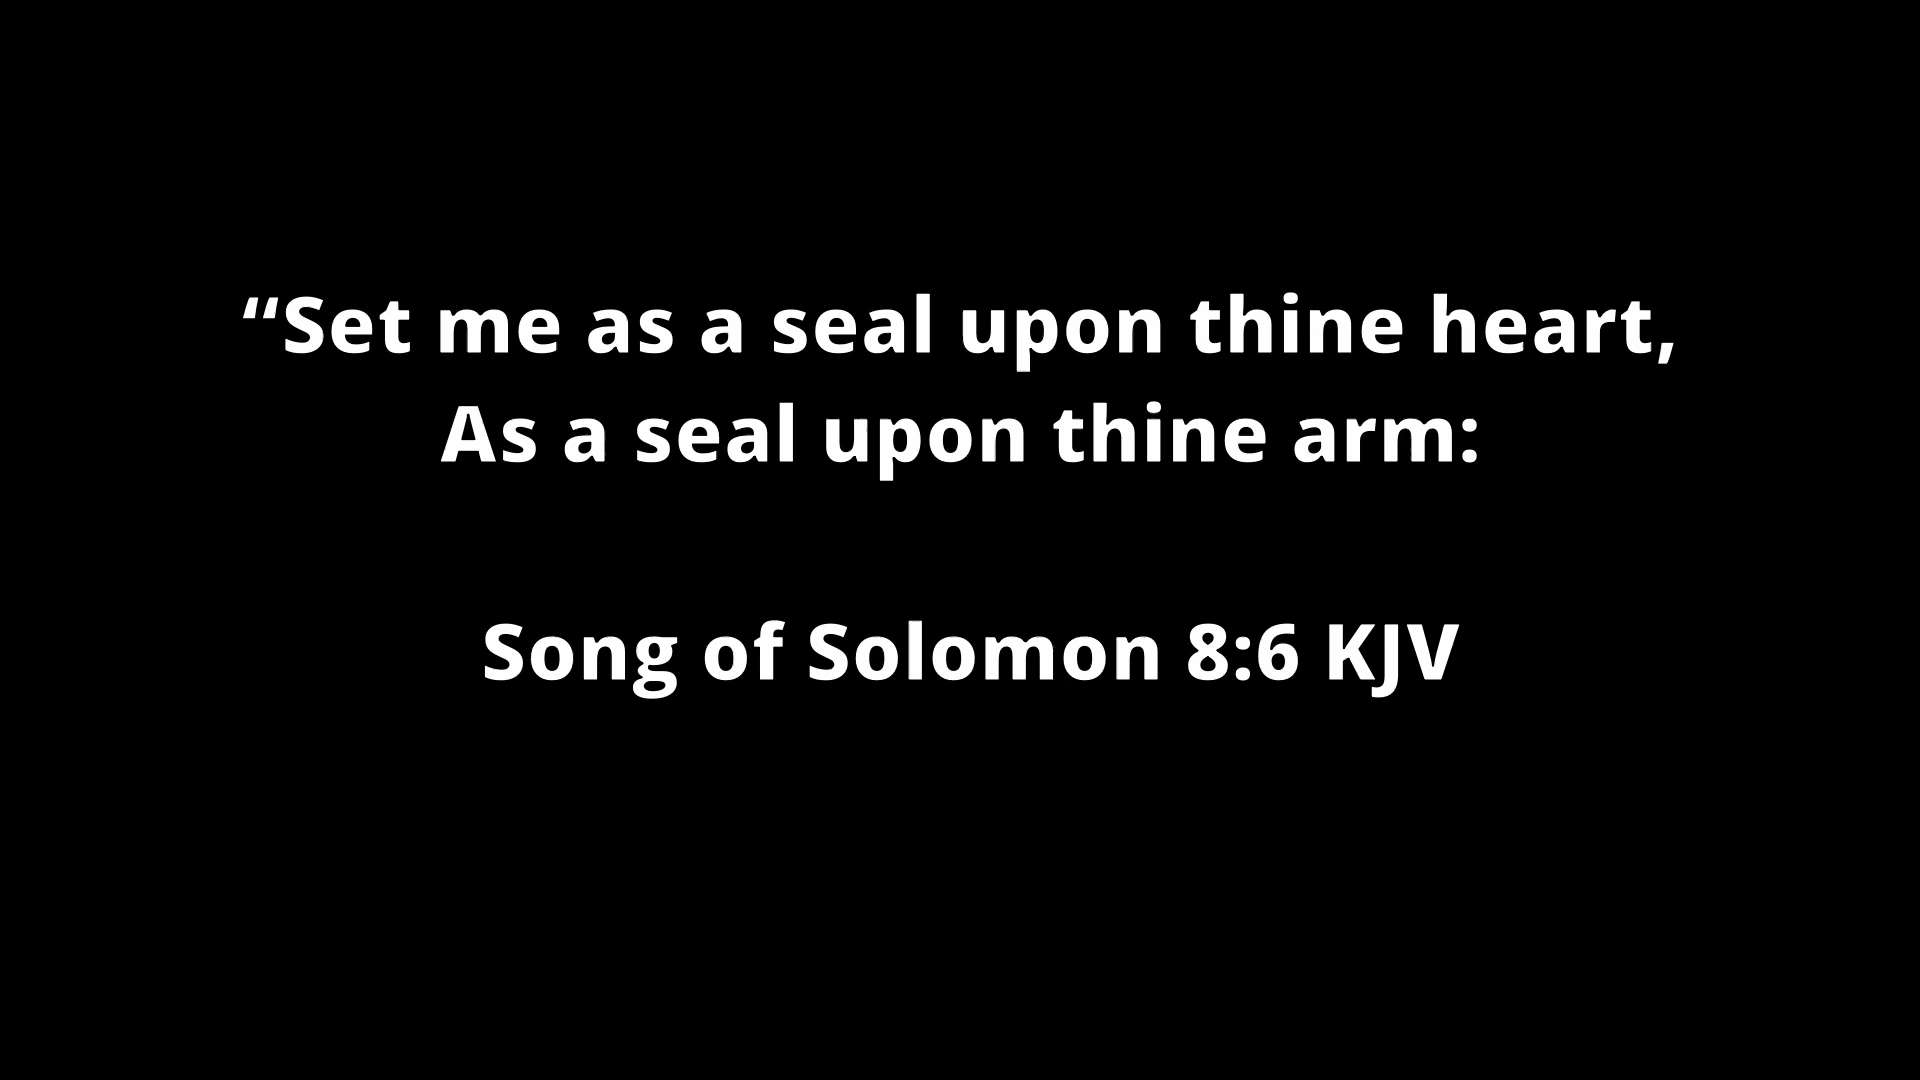 “Set me as a seal upon thine heart,
As a seal upon thine arm:
Song of Solomon 8:6 KJV